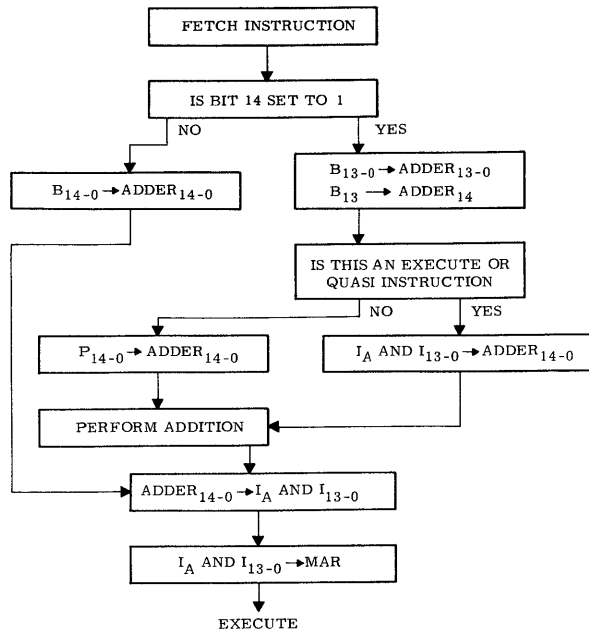 FETCH INSTRUCTION
IS BIT 14 SET TO 1
NO
YES
B14-0→ADDER14-0
B13-0→ADDER13-0
B13→ADDER14
IS THIS AN EXECUTE OR
QUASI INSTRUCTION
NO
YES
P14-0→ADDER14-0
IA AND I13-0→ADDER14-0
PERFORM ADDITION
ADDER14-0→IA AND I13-0
IA AND I13-0→MAR
EXECUTE